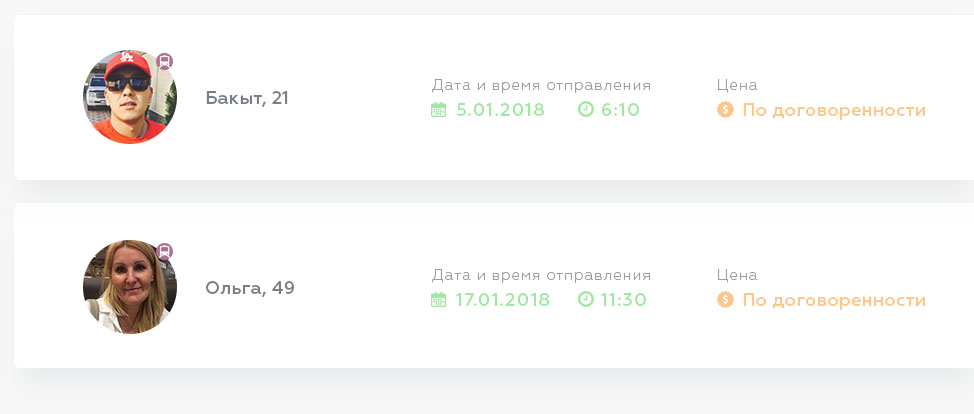 Бакыт, 21
Дата и время отправления
5.01.2018 6:10
Цена
По договоренности
Ольга, 49
Дата и время отправления
17.01.2018 11:30
Цена
По договоренности